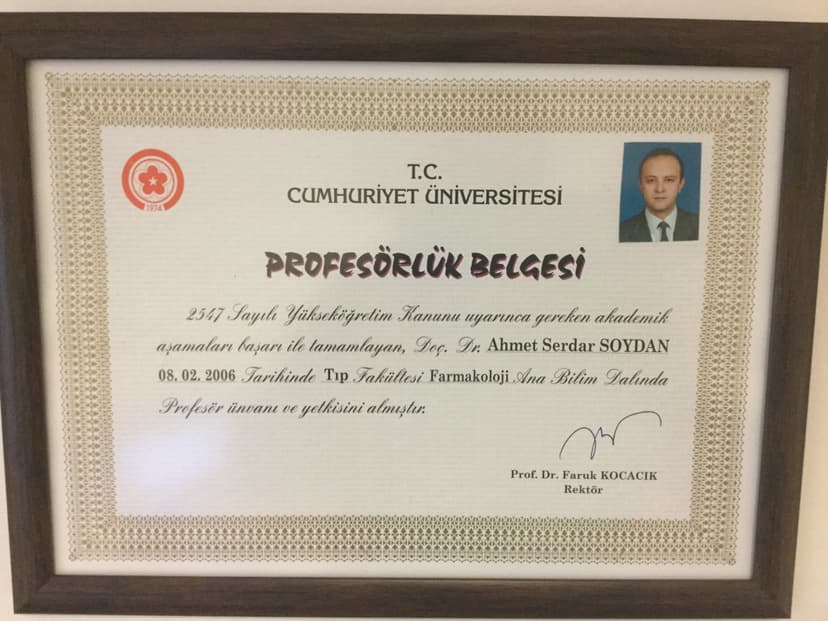 1974
T.C.
CUMHURİYET ÜNİVERSİTESİ
PROFESÖRLÜK BELGESİ
2547 Sayılı Yükseköğretim Kanunu uyarınca gereken akademik
aşamaları başarı ile tamamlayan, Doç. Dr. Ahmet Serdar SOYDAN
08. 02. 2006 Tarihinde Tıp Fakültesi Farmakoloji Ana Bilim Dalında
Profesör ünvanı ve yetkisini almıştır.
Prof. Dr. Faruk KOCACIK
Rektör